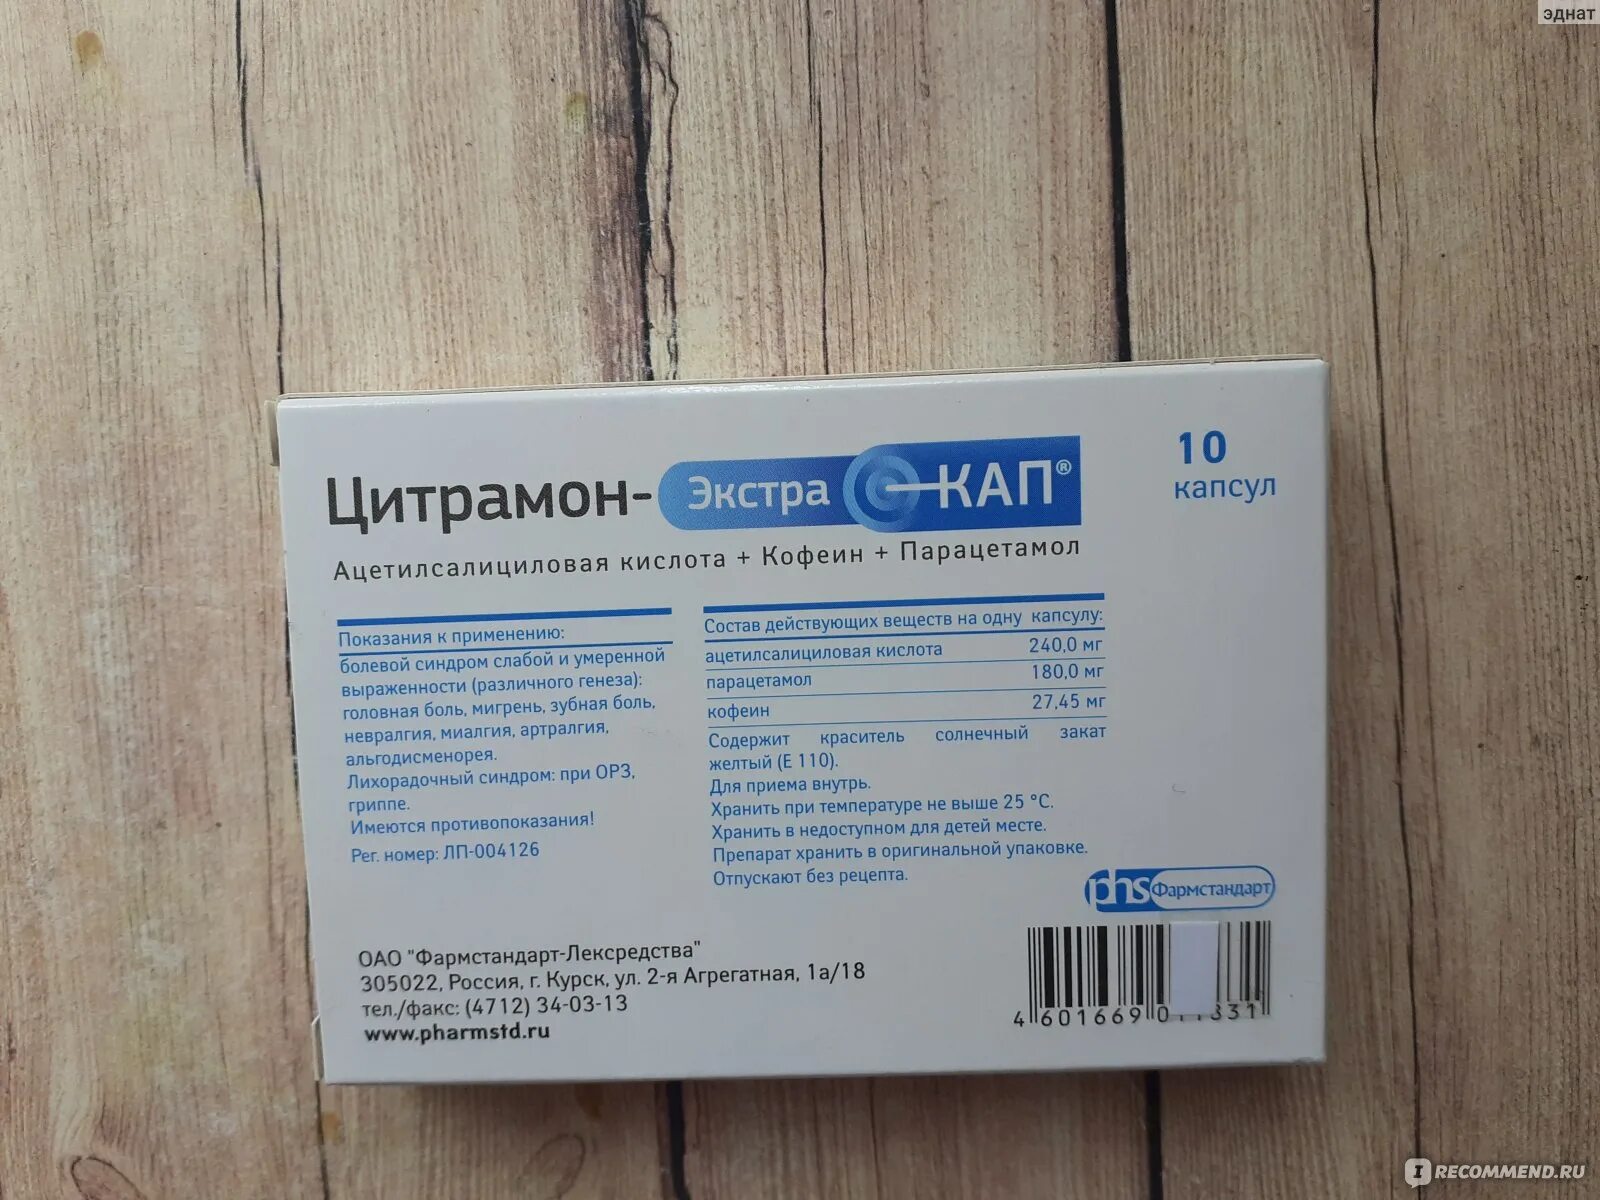 эднат
Цитрамон-Экстра КАП®
10
капсул
Ацетилсалициловая кислота + Кофеин + Парацетамол
Показания к применению:
болевой синдром слабой и умеренной
выраженности (различного генеза):
головная боль, мигрень, зубная боль,
невралгия, миалгия, артралгия,
альгодисменорея.
Лихорадочный синдром: при ОРЗ,
гриппе.
Имеются противопоказания!
Рег. номер: ЛП-004126
Состав действующих веществ на одну капсулу:
ацетилсалициловая кислота 240,0 мг
парацетамол 180,0 мг
кофеин 27,45 мг
Содержит краситель солнечный закат
желтый (Е 110).
Для приема внутрь.
Хранить при температуре не выше 25 °C.
Хранить в недоступном для детей месте.
Препарат хранить в оригинальной упаковке.
Отпускают без рецепта.
phs Фармстандарт
ОАО "Фармстандарт-Лексредства"
305022, Россия, г. Курск, ул. 2-я Агрегатная, 1а/18
тел./факс: (4712) 34-03-13
www.pharmstd.ru
4 601669
IRECOMMEND.RU